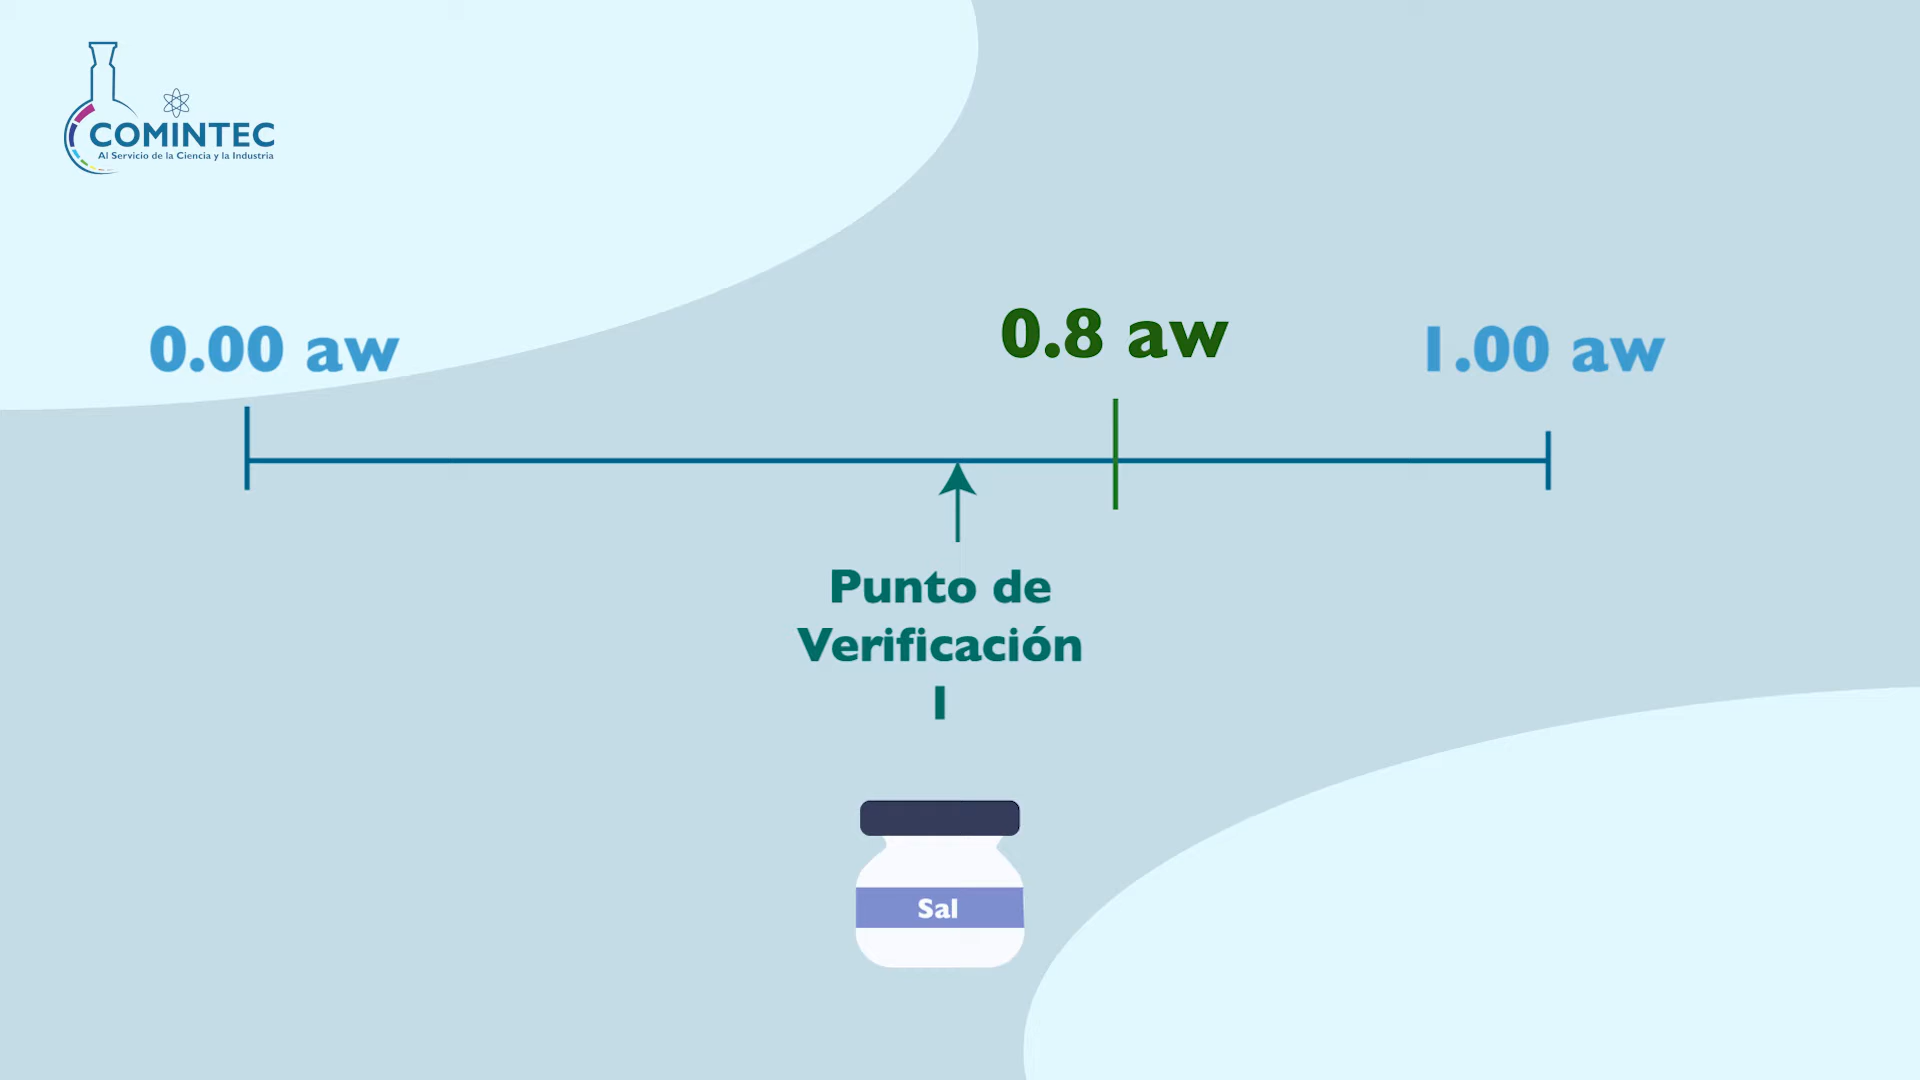 COMINTEC
Al Servicio de la Ciencia y la Industria
0.00 aw
0.8 aw
1.00 aw
Punto de
Verificación
1
Sal